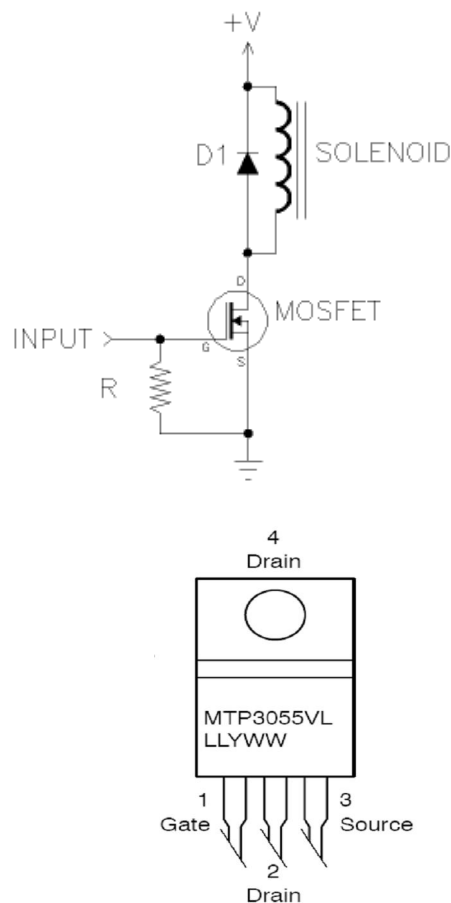 +V
D1
SOLENOID
D
MOSFET
INPUT
G
S
R
4
Drain
MTP3055VL
LLYWW
1
3
Gate
Source
2
Drain